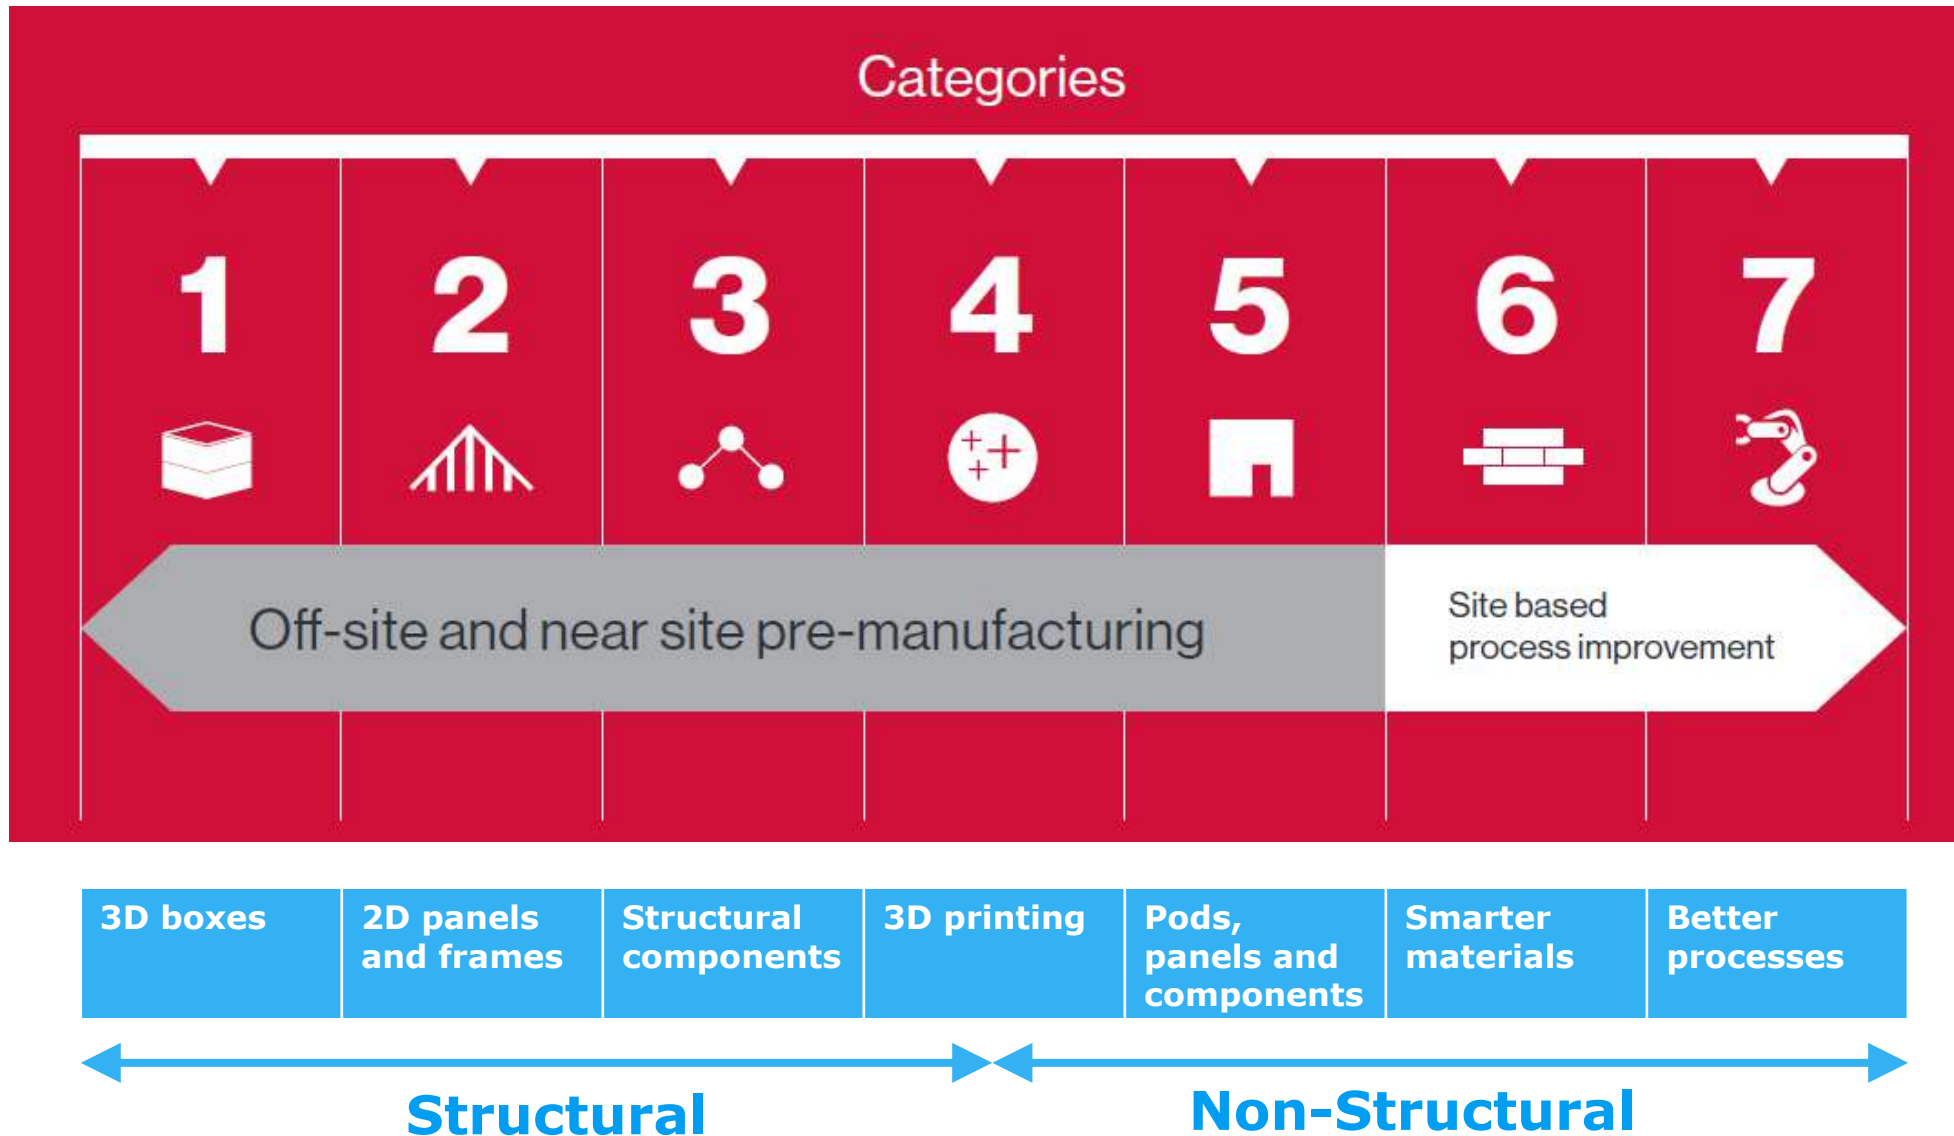 Categories
1 2 3 4 5 6 7
Off-site and near site pre-manufacturing
Site based
process improvement
3D boxes
2D panels
and frames
Structural
components
3D printing
Pods,
panels and
components
Smarter
materials
Better
processes
Structural
Non-Structural